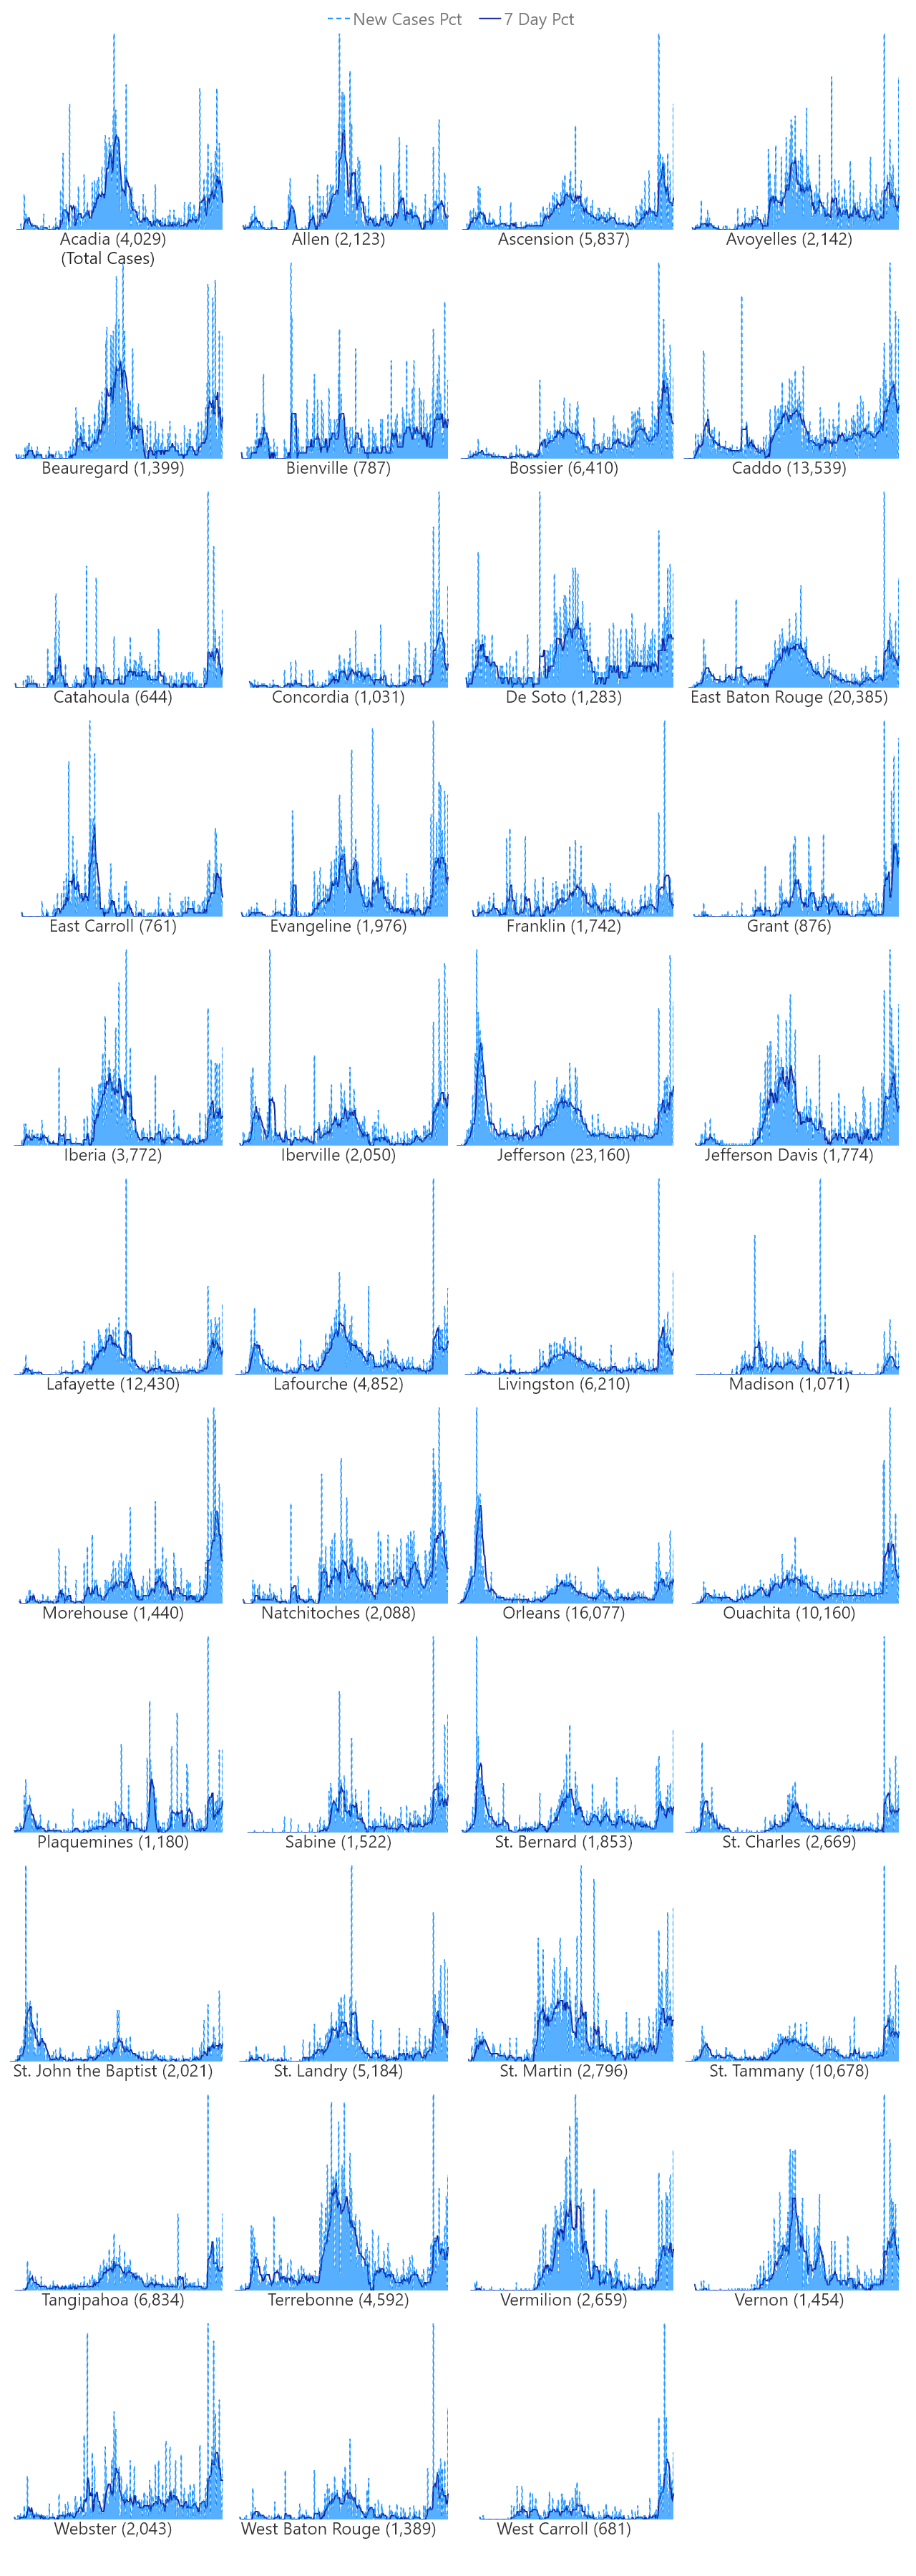 New Cases Pct 7 Day Pct
Acadia (4,029) Allen (2,123) Ascension (5,837) Avoyelles (2,142)
(Total Cases)
Beauregard (1,399) Bienville (787) Bossier (6,410) Caddo (13,539)
Catahoula (644) Concordia (1,031) De Soto (1,283) East Baton Rouge (20,385)
East Carroll (761) Evangeline (1,976) Franklin (1,742) Grant (876)
Iberia (3,772) Iberville (2,050) Jefferson (23,160) Jefferson Davis (1,774)
Lafayette (12,430) Lafourche (4,852) Livingston (6,210) Madison (1,071)
Morehouse (1,440) Natchitoches (2,088) Orleans (16,077) Ouachita (10,160)
Plaquemines (1,180) Sabine (1,522) St. Bernard (1,853) St. Charles (2,669)
St. John the Baptist (2,021) St. Landry (5,184) St. Martin (2,796) St. Tammany (10,678)
Tangipahoa (6,834) Terrebonne (4,592) Vermilion (2,659) Vernon (1,454)
Webster (2,043) West Baton Rouge (1,389) West Carroll (681)